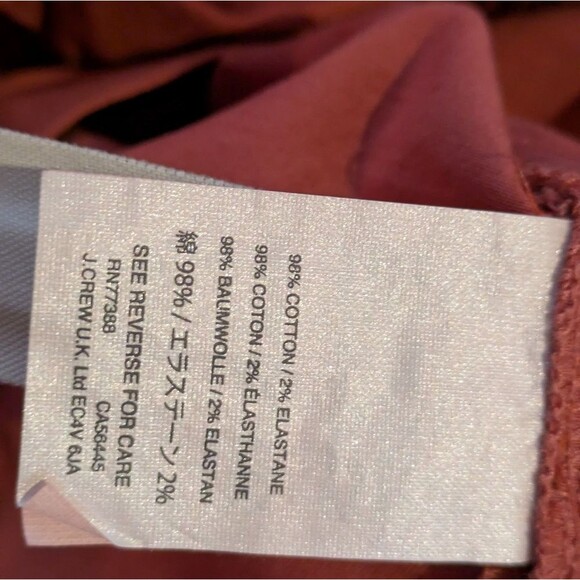 98% COTTON / 2% ELASTANE
98% COTON / 2% ÉLASTHANNE
98% BAUMWOLLE / 2% ELASTAN
綿 98% / エラステーン 2%
SEE REVERSE FOR CARE
RN77388 CA56445
J.CREW U.K. Ltd EC4V 6JA